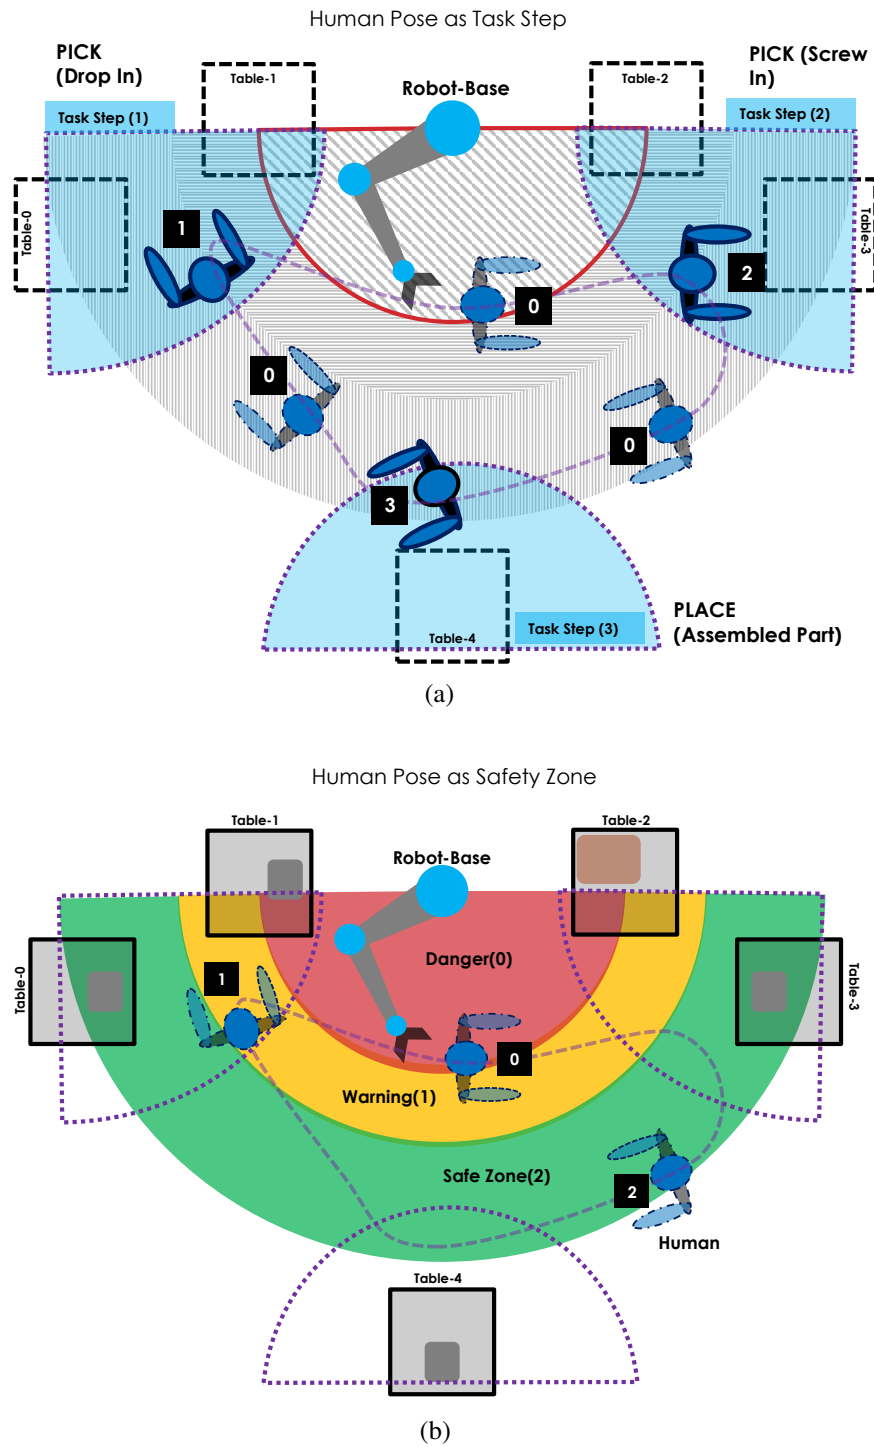 Human Pose as Task Step
PICK
(Drop In)
PICK (Screw
In)
Table-1
Table-2
Robot-Base
Task Step (1)
Task Step (2)
Table-0
Table-3
1
2
0
0
0
3
Table-4
Task Step (3)
PLACE
(Assembled Part)
(a)
Human Pose as Safety Zone
Table-1
Table-2
Robot-Base
Danger(0)
Table-0
Table-3
1
0
Warning(1)
Safe Zone(2)
2
Human
Table-4
(b)